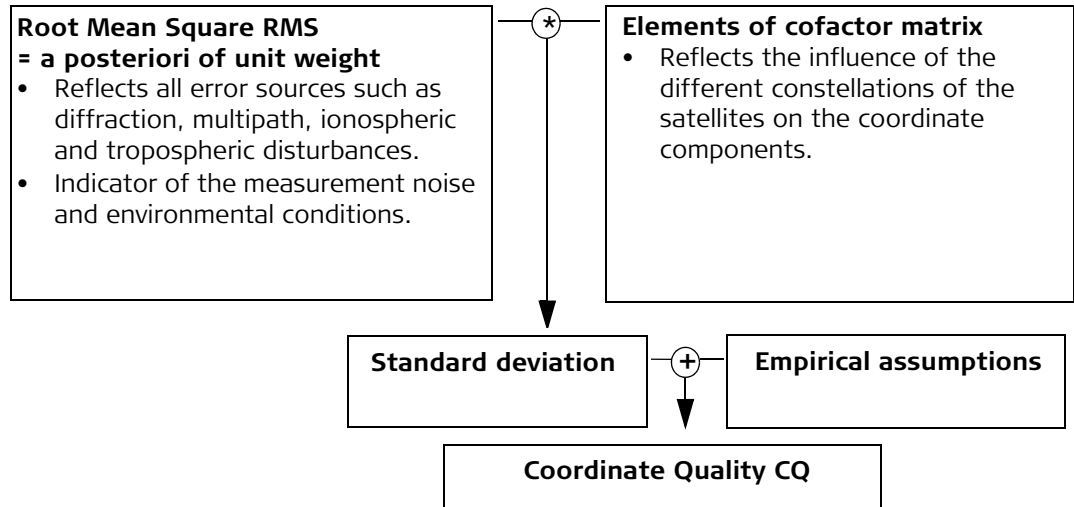 Root Mean Square RMS
= a posteriori of unit weight
• Reflects all error sources such as
diffraction, multipath, ionospheric
and tropospheric disturbances.
• Indicator of the measurement noise
and environmental conditions.
*
Elements of cofactor matrix
• Reflects the influence of the
different constellations of the
satellites on the coordinate
components.
Standard deviation
+
Empirical assumptions
Coordinate Quality CQ